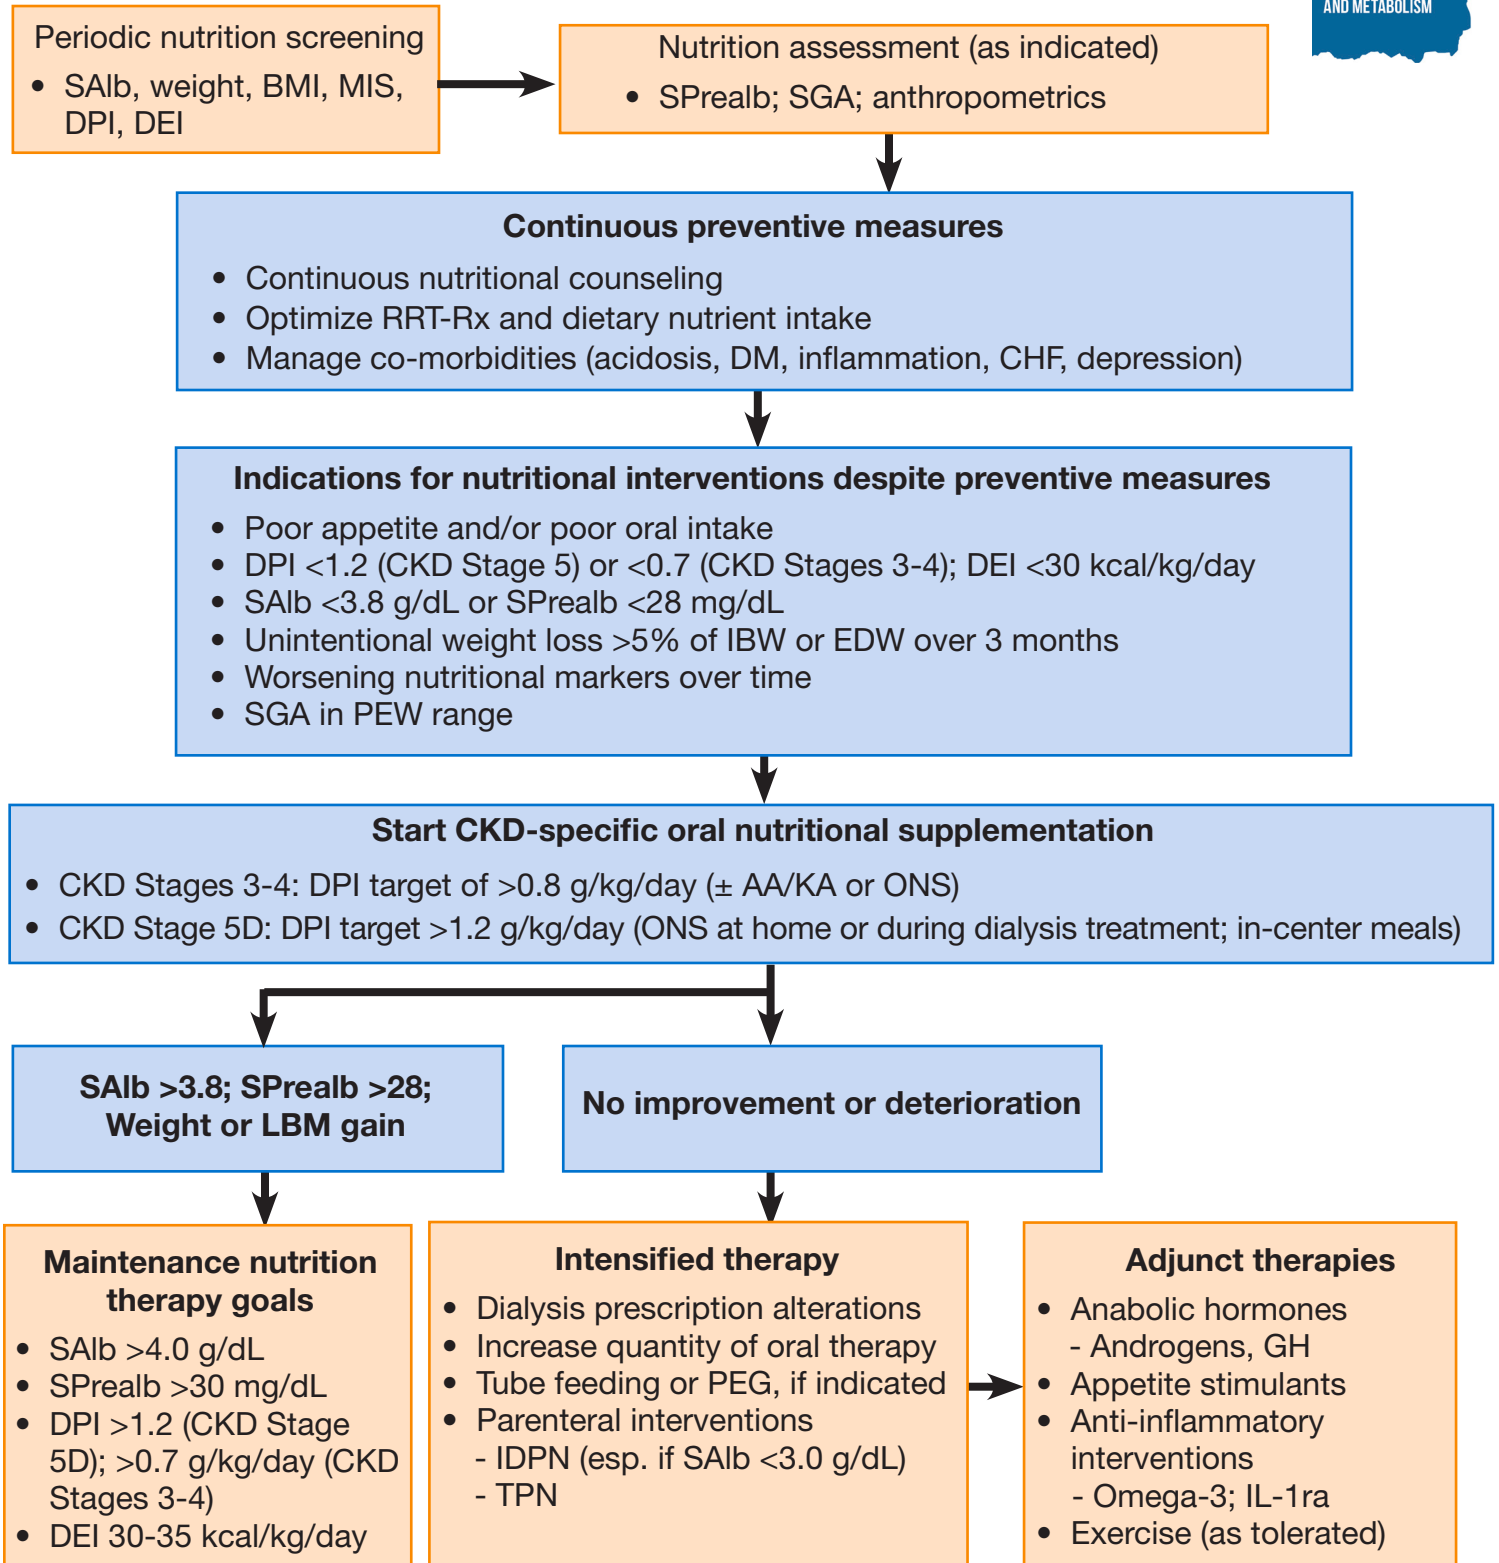 AND METABOLISM
Periodic nutrition screening
• SAlb, weight, BMI, MIS,
DPI, DEI
Nutrition assessment (as indicated)
• SPrealb; SGA; anthropometrics
Continuous preventive measures
• Continuous nutritional counseling
• Optimize RRT-Rx and dietary nutrient intake
• Manage co-morbidities (acidosis, DM, inflammation, CHF, depression)
Indications for nutritional interventions despite preventive measures
• Poor appetite and/or poor oral intake
• DPI <1.2 (CKD Stage 5) or <0.7 (CKD Stages 3-4); DEI <30 kcal/kg/day
• SAlb <3.8 g/dL or SPrealb <28 mg/dL
• Unintentional weight loss >5% of IBW or EDW over 3 months
• Worsening nutritional markers over time
• SGA in PEW range
Start CKD-specific oral nutritional supplementation
• CKD Stages 3-4: DPI target of >0.8 g/kg/day (± AA/KA or ONS)
• CKD Stage 5D: DPI target >1.2 g/kg/day (ONS at home or during dialysis treatment; in-center meals)
SAlb >3.8; SPrealb >28;
Weight or LBM gain
No improvement or deterioration
Maintenance nutrition
therapy goals
• SAlb >4.0 g/dL
• SPrealb >30 mg/dL
• DPI >1.2 (CKD Stage
5D); >0.7 g/kg/day (CKD
Stages 3-4)
• DEI 30-35 kcal/kg/day
Intensified therapy
• Dialysis prescription alterations
• Increase quantity of oral therapy
• Tube feeding or PEG, if indicated
• Parenteral interventions
- IDPN (esp. if SAlb <3.0 g/dL)
- TPN
Adjunct therapies
• Anabolic hormones
- Androgens, GH
• Appetite stimulants
• Anti-inflammatory
interventions
- Omega-3; IL-1ra
• Exercise (as tolerated)